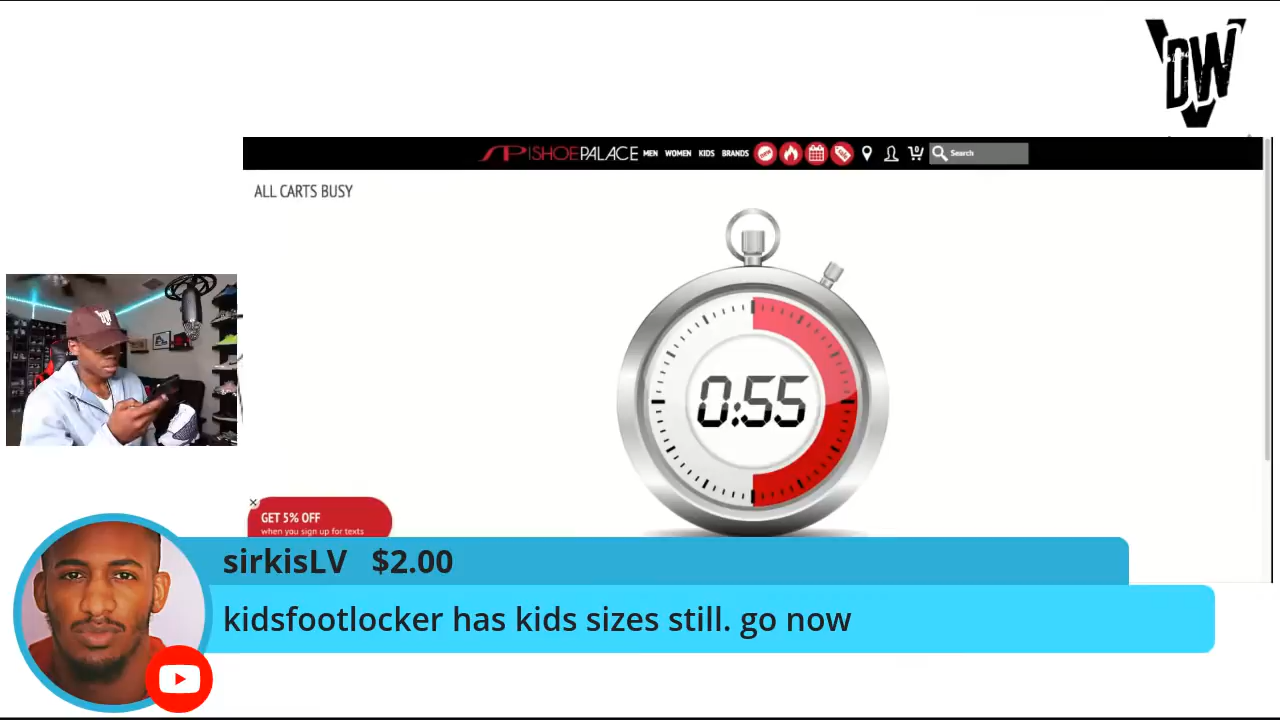 DW
SP SHOE PALACE MEN WOMEN KIDS BRANDS Search
ALL CARTS BUSY
0:55
GET 5% OFF
when you sign up for texts
sirkisLV $2.00
kidsfootlocker has kids sizes still. go now